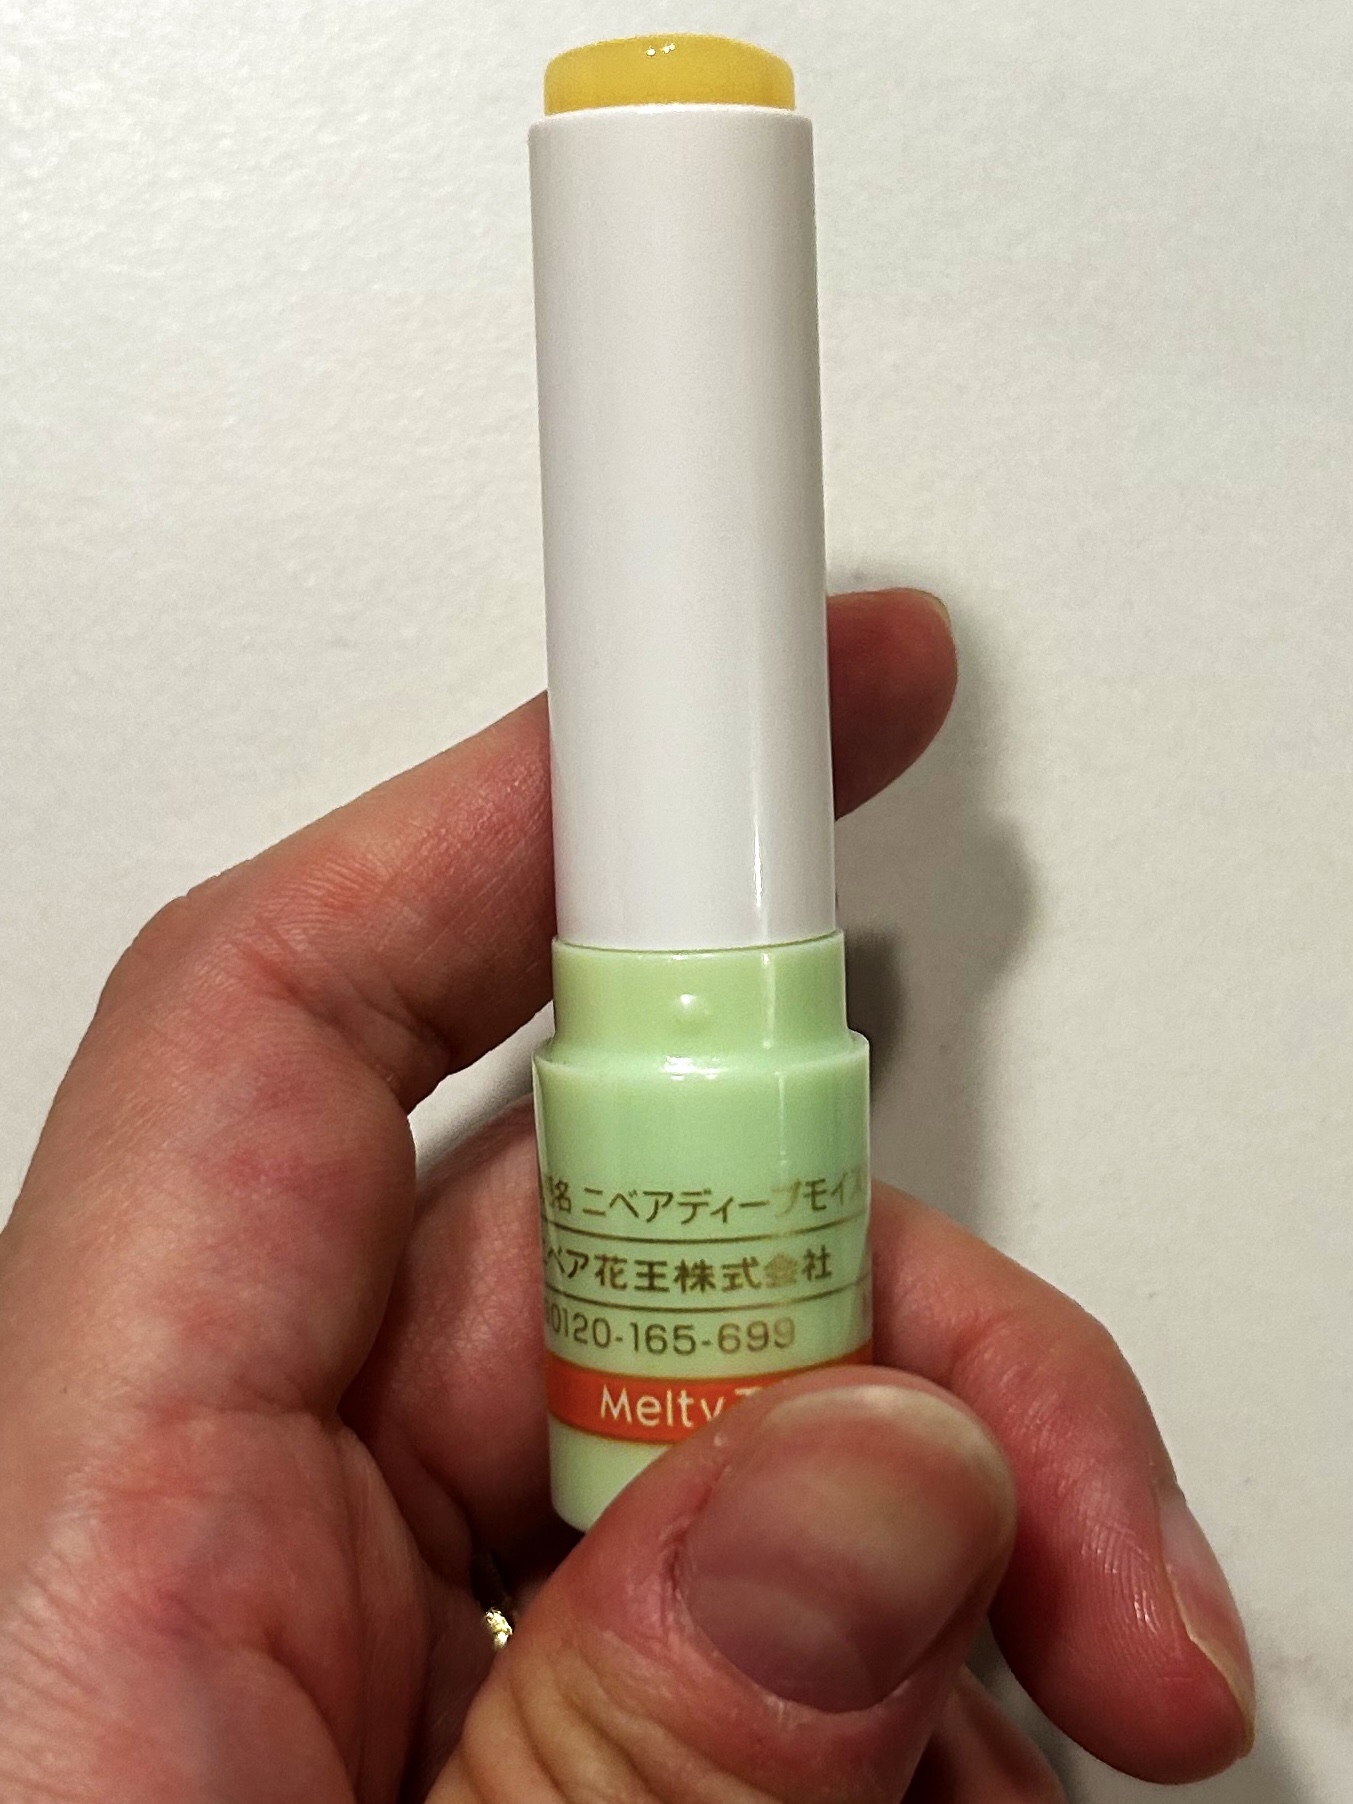 名 ニベアディープモイス
ベア花王株式会社
0120-165-699
Melty